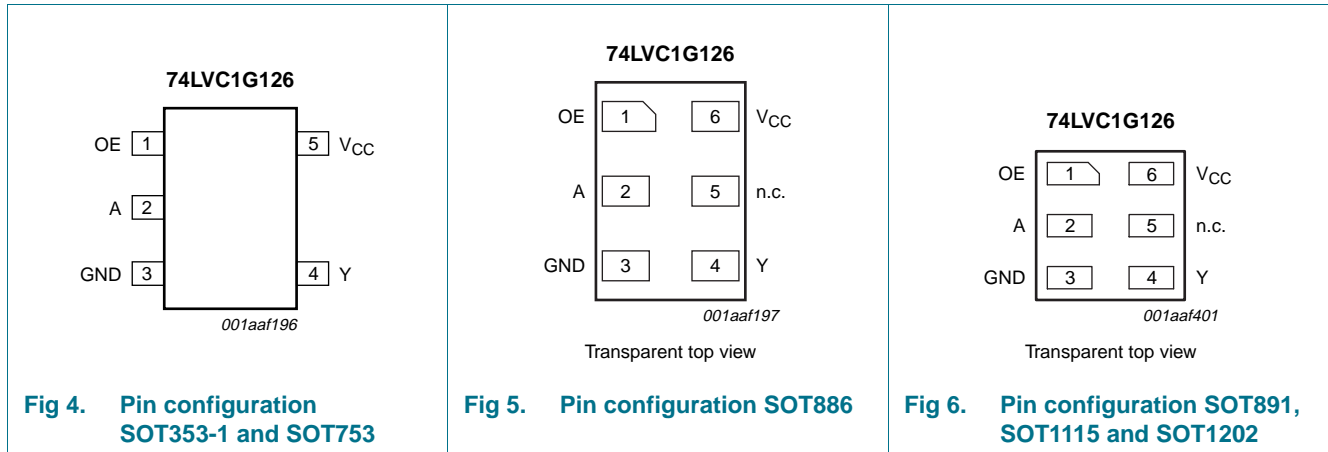 74LVC1G126
OE 1 5 VCC
A 2
GND 3 4 Y
001aaf196
Fig 4. Pin configuration
SOT353-1 and SOT753
74LVC1G126
OE 1 6 VCC
A 2 5 n.c.
GND 3 4 Y
001aaf197
Transparent top view
Fig 5. Pin configuration SOT886
74LVC1G126
OE 1 6 VCC
A 2 5 n.c.
GND 3 4 Y
001aaf401
Transparent top view
Fig 6. Pin configuration SOT891,
SOT1115 and SOT1202